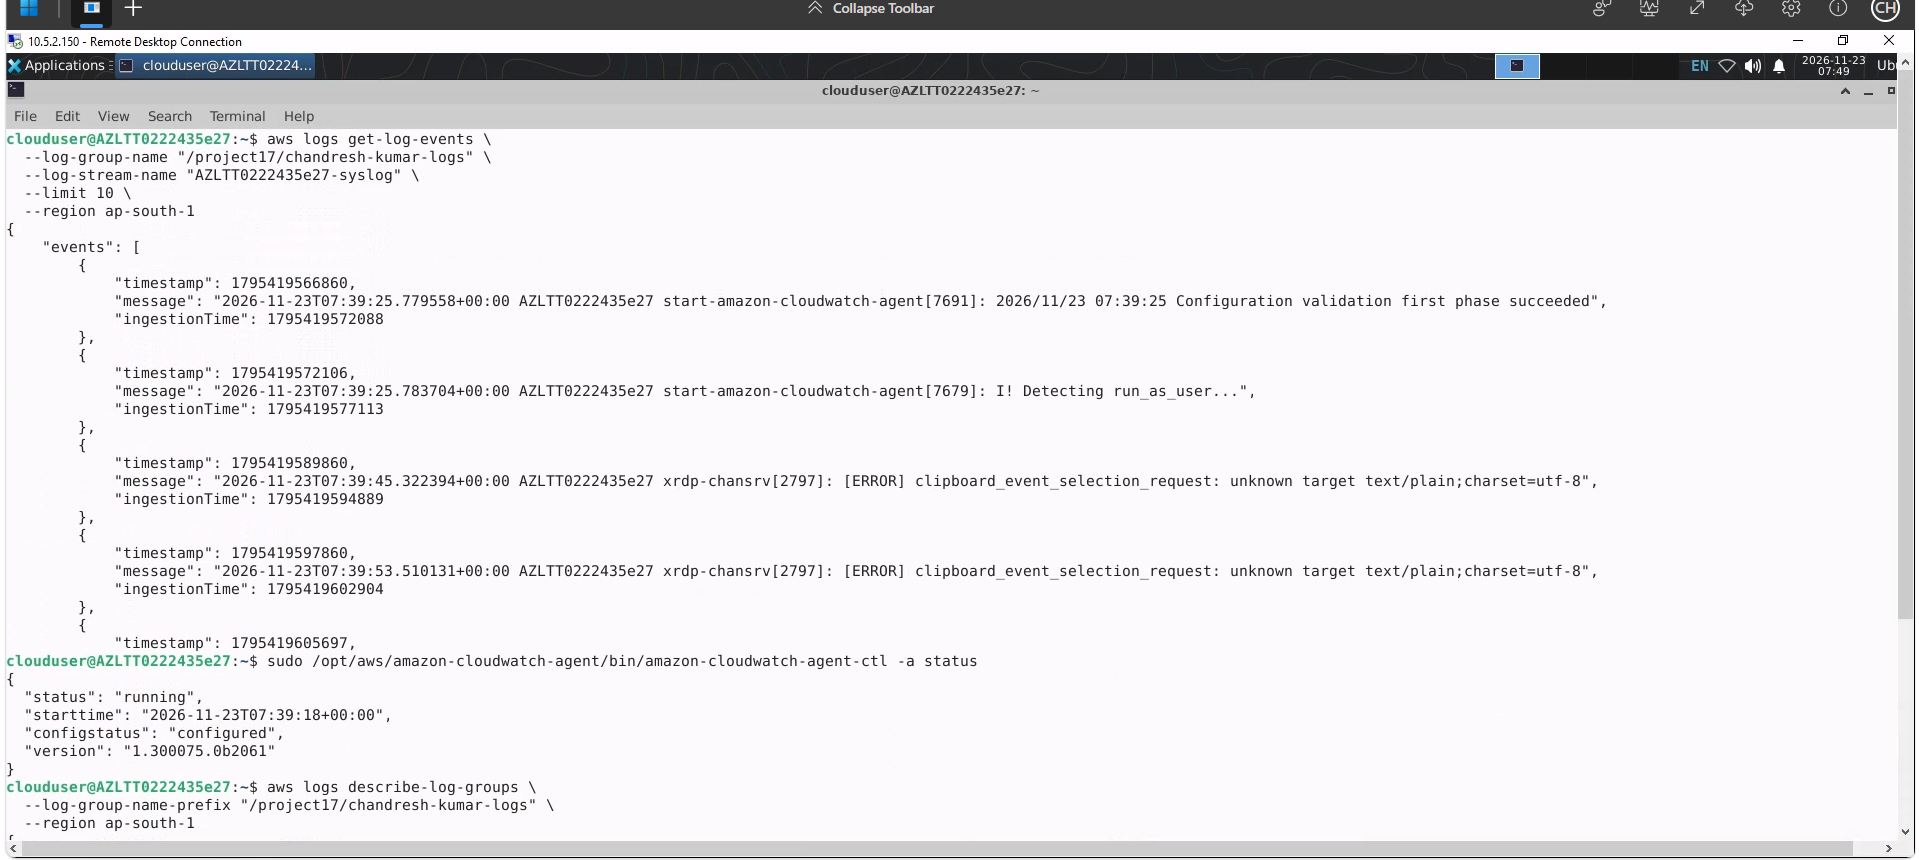 Collapse Toolbar
CH
10.5.2.150 - Remote Desktop Connection
Applications
clouduser@AZLTT02224...
EN
2026-11-23
07:49
Ub
clouduser@AZLTT0222435e27: ~
File Edit View Search Terminal Help
clouduser@AZLTT0222435e27:~$ aws logs get-log-events \
  --log-group-name "/project17/chandresh-kumar-logs" \
  --log-stream-name "AZLTT0222435e27-syslog" \
  --limit 10 \
  --region ap-south-1
{
    "events": [
        {
            "timestamp": 1795419566860,
            "message": "2026-11-23T07:39:25.779558+00:00 AZLTT0222435e27 start-amazon-cloudwatch-agent[7691]: 2026/11/23 07:39:25 Configuration validation first phase succeeded",
            "ingestionTime": 1795419572088
        },
        {
            "timestamp": 1795419572106,
            "message": "2026-11-23T07:39:25.783704+00:00 AZLTT0222435e27 start-amazon-cloudwatch-agent[7679]: I! Detecting run_as_user...",
            "ingestionTime": 1795419577113
        },
        {
            "timestamp": 1795419589860,
            "message": "2026-11-23T07:39:45.322394+00:00 AZLTT0222435e27 xrdp-chansrv[2797]: [ERROR] clipboard_event_selection_request: unknown target text/plain;charset=utf-8",
            "ingestionTime": 1795419594889
        },
        {
            "timestamp": 1795419597860,
            "message": "2026-11-23T07:39:53.510131+00:00 AZLTT0222435e27 xrdp-chansrv[2797]: [ERROR] clipboard_event_selection_request: unknown target text/plain;charset=utf-8",
            "ingestionTime": 1795419602904
        },
        {
            "timestamp": 1795419605697,
clouduser@AZLTT0222435e27:~$ sudo /opt/aws/amazon-cloudwatch-agent/bin/amazon-cloudwatch-agent-ctl -a status
{
  "status": "running",
  "starttime": "2026-11-23T07:39:18+00:00",
  "configstatus": "configured",
  "version": "1.300075.0b2061"
}
clouduser@AZLTT0222435e27:~$ aws logs describe-log-groups \
  --log-group-name-prefix "/project17/chandresh-kumar-logs" \
  --region ap-south-1
{